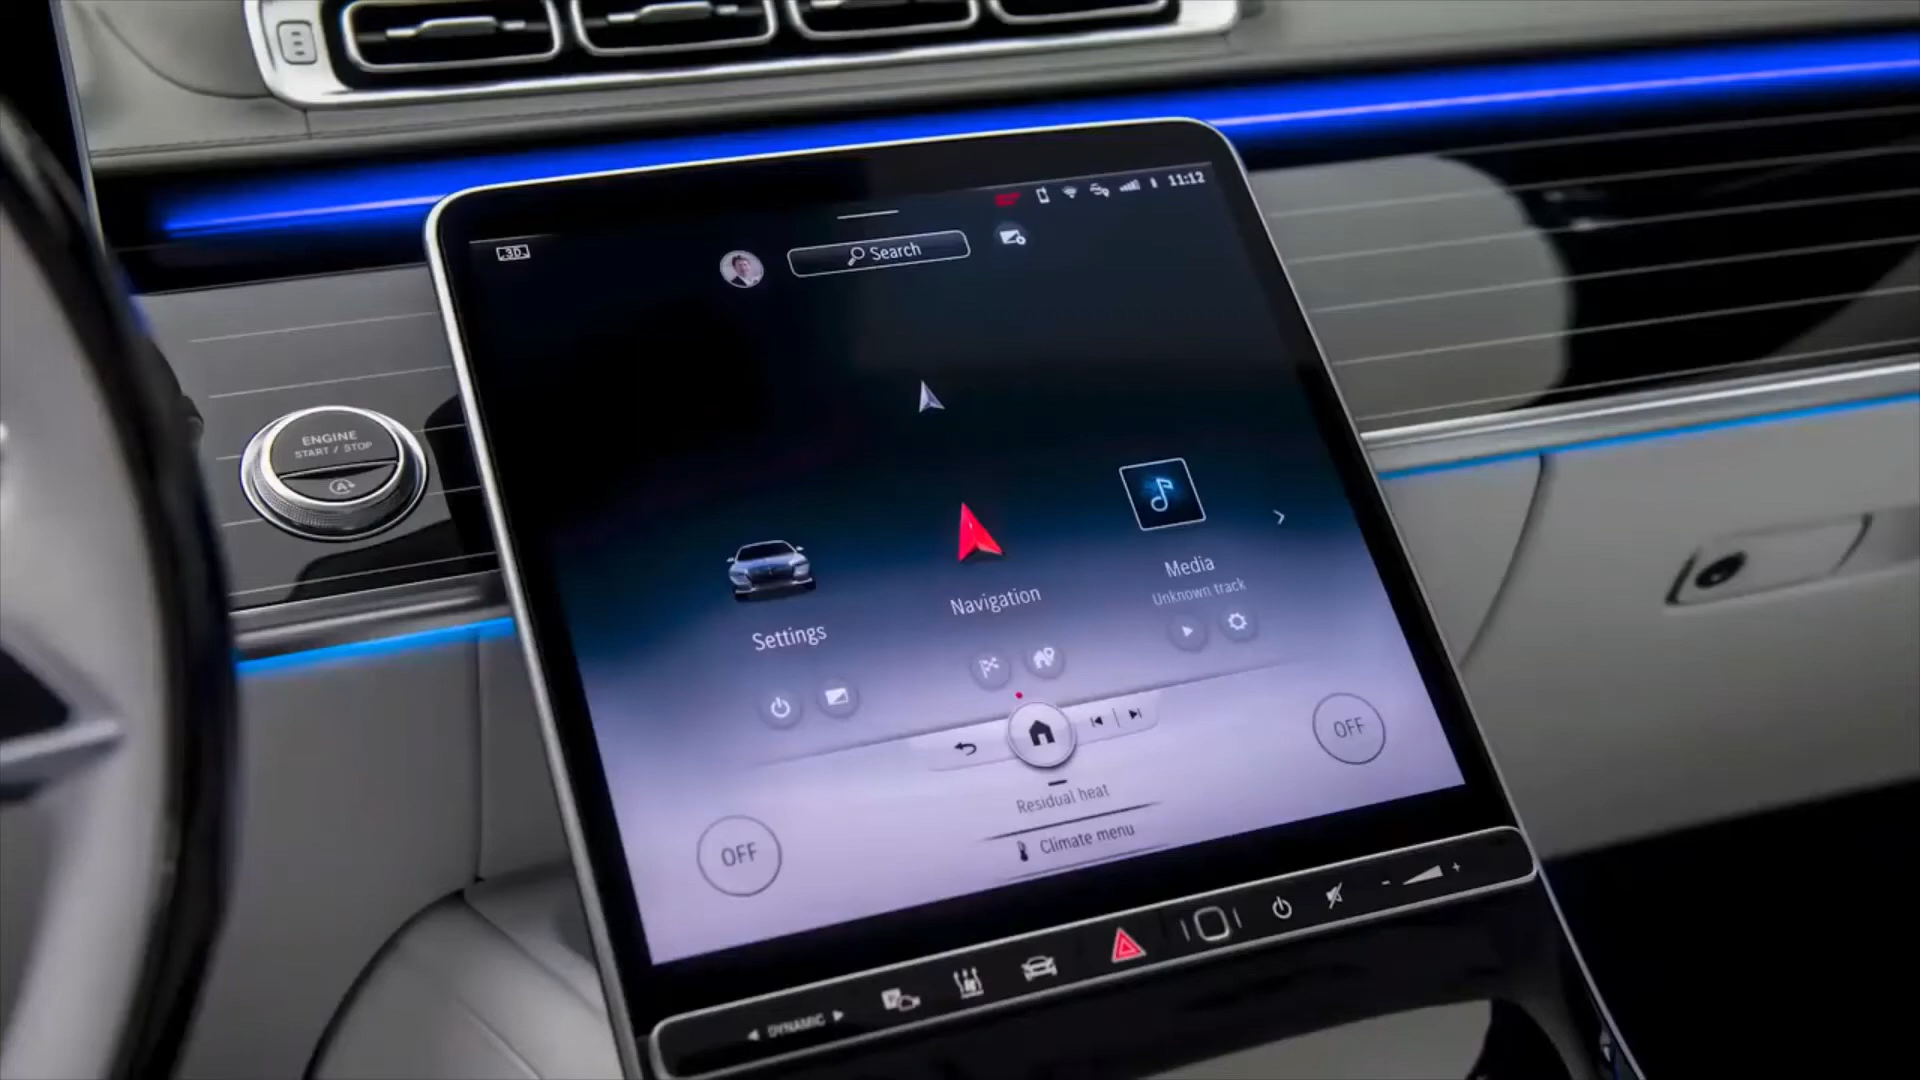 11:12
3D
Search
ENGINE
START / STOP
A
Settings
Navigation
Media
Unknown track
OFF
Residual heat
OFF
Climate menu
DYNAMIC